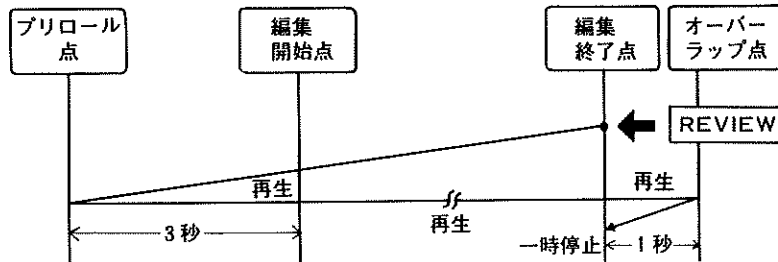 プリロール
点
編集
開始点
編集
終了点
オーバー
ラップ点
REVIEW
再生
再生
再生
3秒
一時停止
1秒